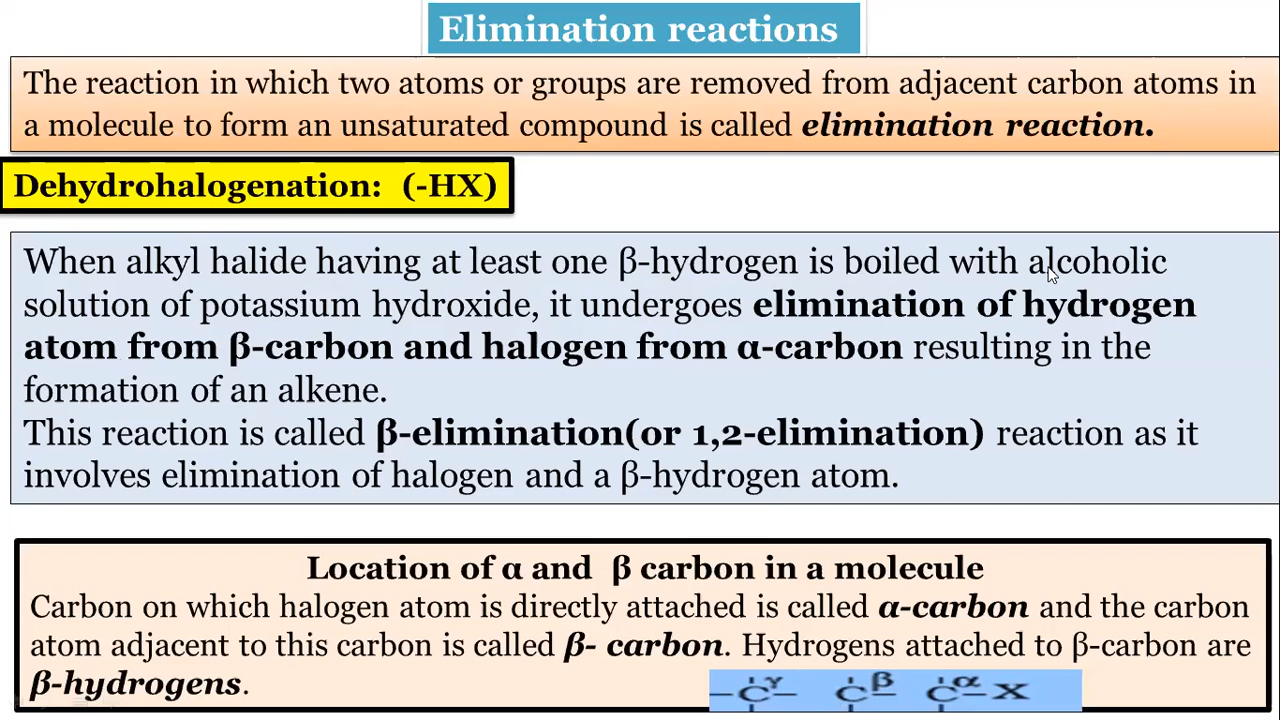 Elimination reactions
The reaction in which two atoms or groups are removed from adjacent carbon atoms in
a molecule to form an unsaturated compound is called elimination reaction.
Dehydrohalogenation: (-HX)
When alkyl halide having at least one β-hydrogen is boiled with alcoholic
solution of potassium hydroxide, it undergoes elimination of hydrogen
atom from β-carbon and halogen from α-carbon resulting in the
formation of an alkene.
This reaction is called β-elimination(or 1,2-elimination) reaction as it
involves elimination of halogen and a β-hydrogen atom.
Location of α and β carbon in a molecule
Carbon on which halogen atom is directly attached is called α-carbon and the carbon
atom adjacent to this carbon is called β- carbon. Hydrogens attached to β-carbon are
β-hydrogens.
–C^γ– C^β– C^α–X